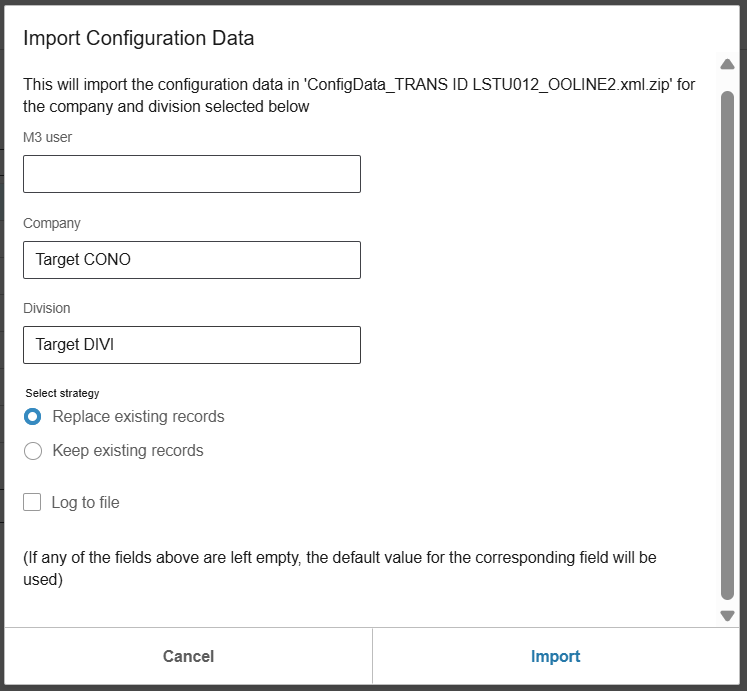 Import Configuration Data
This will import the configuration data in 'ConfigData_TRANS ID LSTU012_OOLINE2.xml.zip' for
the company and division selected below
M3 user
Company
Target CONO
Division
Target DIVI
Select strategy
Replace existing records
Keep existing records
Log to file
(If any of the fields above are left empty, the default value for the corresponding field will be
used)
Cancel
Import